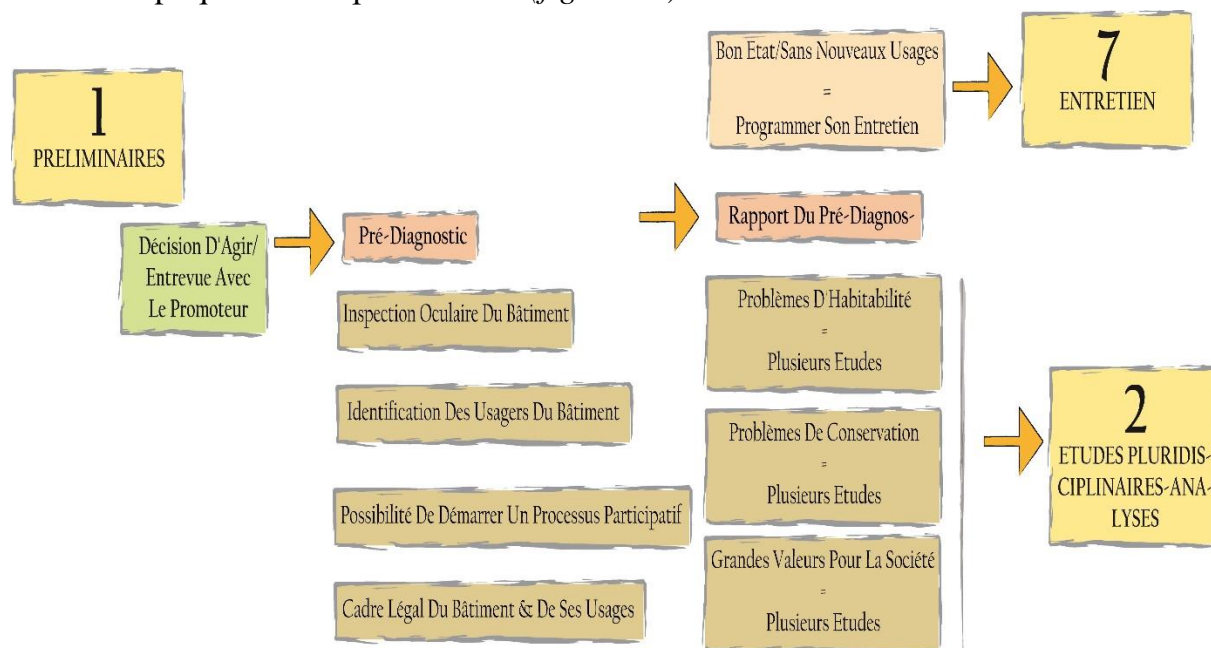 1
PRELIMINAIRES
Décision D'Agir/
Entrevue Avec
Le Promoteur
Pré-Diagnostic
Inspection Oculaire Du Bâtiment
Identification Des Usagers Du Bâtiment
Possibilité De Démarrer Un Processus Participatif
Cadre Légal Du Bâtiment & De Ses Usages
Bon Etat/Sans Nouveaux Usages
=
Programmer Son Entretien
Rapport Du Pré-Diagnos-
Problèmes D'Habitabilité
=
Plusieurs Etudes
Problèmes De Conservation
=
Plusieurs Etudes
Grandes Valeurs Pour La Société
=
Plusieurs Etudes
7
ENTRETIEN
2
ETUDES PLURIDIS-
CIPLINAIRES-ANA-
LYSES